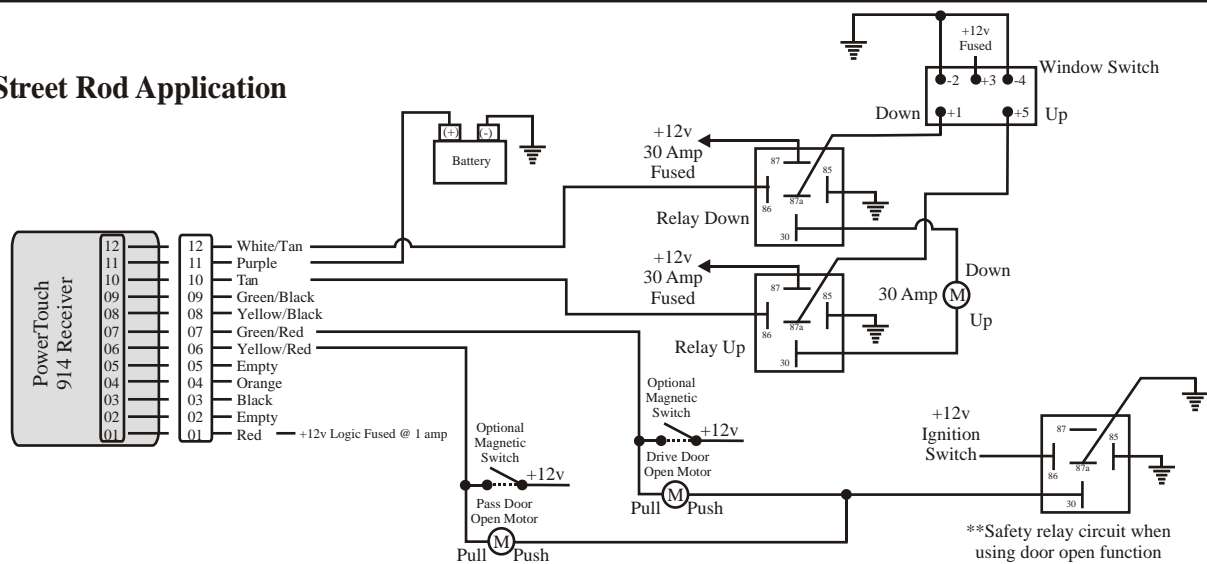 Street Rod Application
PowerTouch
914 Receiver
12
11
10
09
08
07
06
05
04
03
02
01
12 White/Tan
11 Purple
10 Tan
09 Green/Black
08 Yellow/Black
07 Green/Red
06 Yellow/Red
05 Empty
04 Orange
03 Black
02 Empty
01 Red +12v Logic Fused @ 1 amp
(+) (-)
Battery
+12v
Fused
Window Switch
-2 +3 -4
Down +1 +5 Up
+12v
30 Amp
Fused
87
85
86
87a
30
Relay Down
+12v
30 Amp
Fused
87
85
86
87a
30
Relay Up
Down
30 Amp M
Up
Optional
Magnetic
Switch
+12v
Pass Door
Open Motor
Pull M Push
Optional
Magnetic
Switch
+12v
Drive Door
Open Motor
Pull M Push
+12v
Ignition
Switch
87
85
86
87a
30
**Safety relay circuit when
using door open function